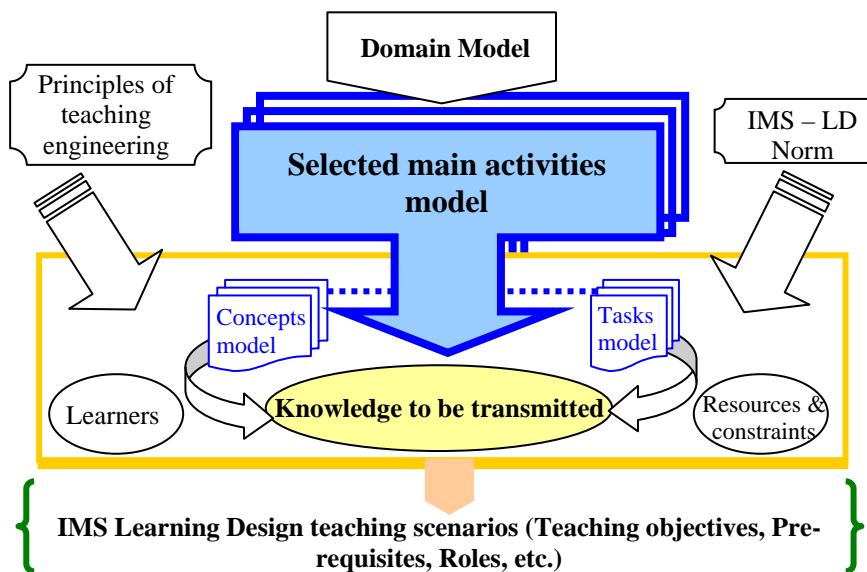 Domain Model
Principles of
teaching
engineering
IMS – LD
Norm
Selected main activities
model
Concepts
model
Tasks
model
Learners
Knowledge to be transmitted
Resources &
constraints
IMS Learning Design teaching scenarios (Teaching objectives, Pre-
requisites, Roles, etc.)